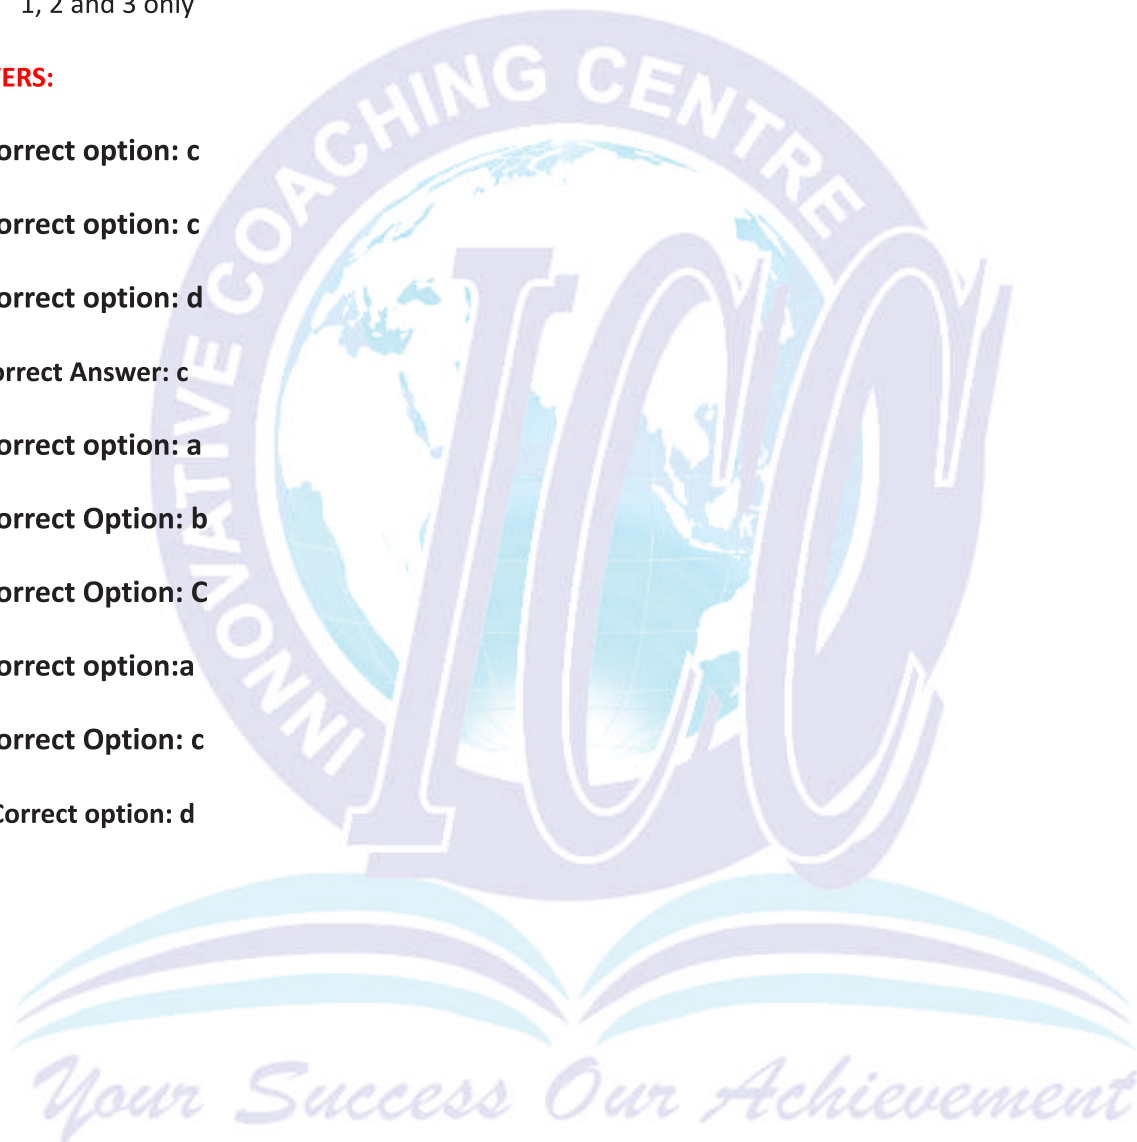 1, 2 and 3 only
ERS:
orrect option: c
orrect option: c
orrect option: d
orrect Answer: c
orrect option: a
orrect Option: b
orrect Option: C
orrect option:a
orrect Option: c
Correct option: d
INNOVATIVE COACHING CENTRE
ICC
Your Success Our Achievement